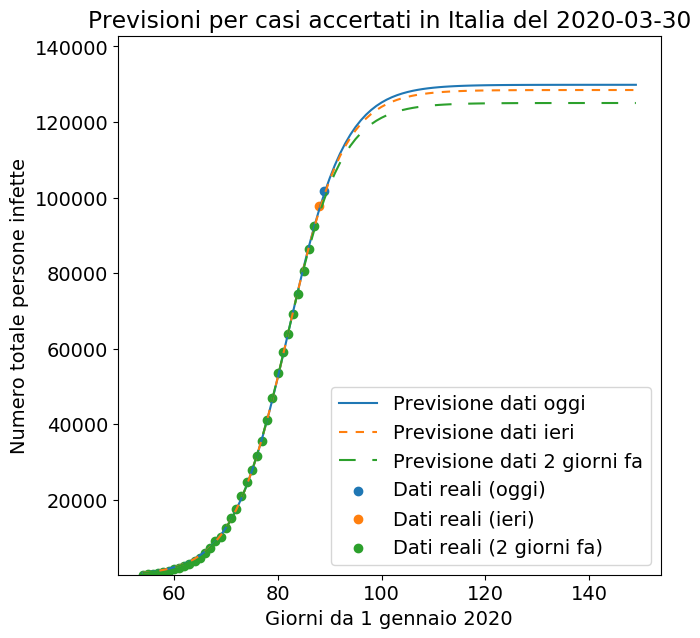 Previsioni per casi accertati in Italia del 2020-03-30
Numero totale persone infette
140000
120000
100000
80000
60000
40000
20000
Previsione dati oggi
Previsione dati ieri
Previsione dati 2 giorni fa
Dati reali (oggi)
Dati reali (ieri)
Dati reali (2 giorni fa)
60 80 100 120 140
Giorni da 1 gennaio 2020